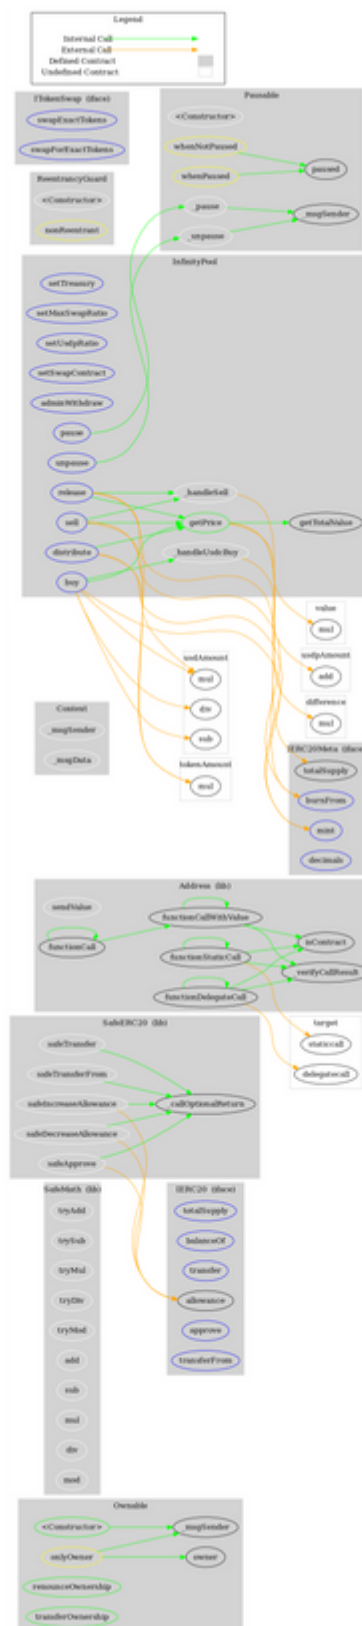 Legend
Internal Call
External Call
Defined Contract
Undefined Contract
ITokenSwap (iface)
swapExactTokens
swapForExactTokens
Pausable
<Constructor>
whenNotPaused
whenPaused
paused
_pause
_msgSender
_unpause
ReentrancyGuard
<Constructor>
nonReentrant
InfinityPool
setTreasury
setMaxSwapRatio
setUsdpRatio
setSwapContract
adminWithdraw
pause
unpause
release
_handleSell
sell
getPrice
getTotalValue
distribute
_handleUsdcBuy
buy
value
mul
usdAmount
mul
div
sub
usdpAmount
add
difference
mul
tokenAmount
mul
Context
_msgSender
_msgData
IERC20Meta (iface
totalSupply
burnFrom
mint
decimals
Address (lib)
sendValue
functionCallWithValue
functionCall
isContract
functionStaticCall
verifyCallResult
functionDelegateCall
target
staticcall
delegatecall
SafeERC20 (lib)
safeTransfer
safeTransferFrom
safeIncreaseAllowance
callOptionalReturn
safeDecreaseAllowance
safeApprove
SafeMath (lib)
tryAdd
trySub
tryMul
tryDiv
tryMod
add
sub
mul
div
mod
IERC20 (iface)
totalSupply
balanceOf
transfer
allowance
approve
transferFrom
Ownable
<Constructor>
_msgSender
onlyOwner
owner
renounceOwnership
transferOwnership